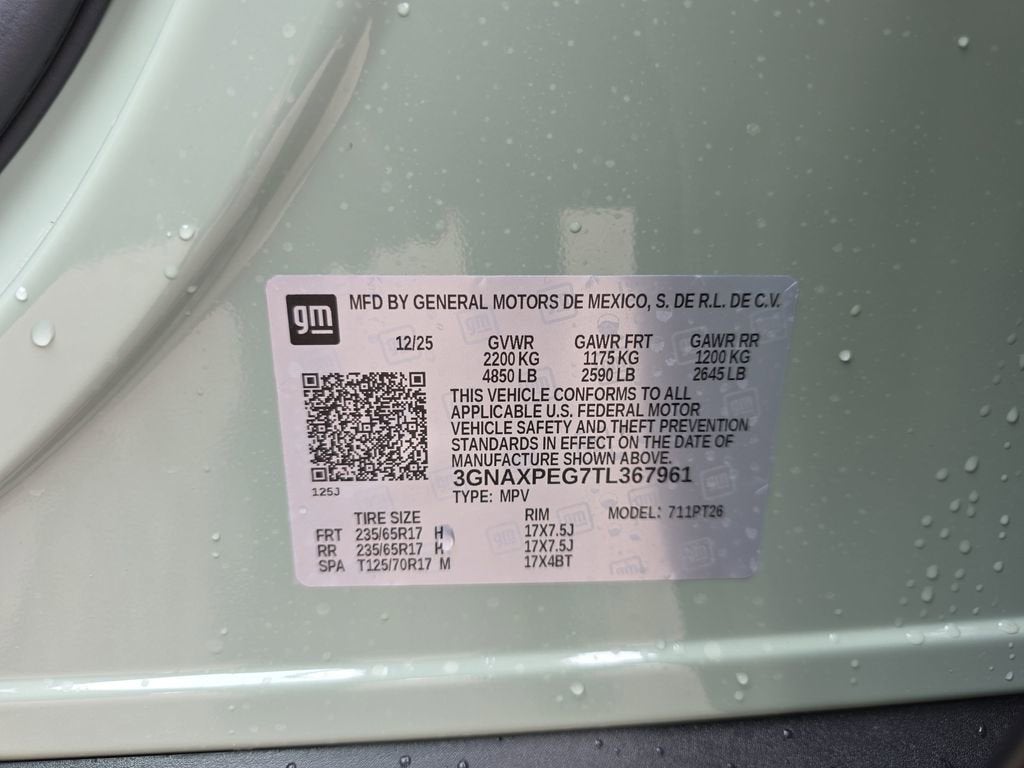 gm MFD BY GENERAL MOTORS DE MEXICO, S. DE R.L. DE C.V.
12/25 GVWR GAWR FRT GAWR RR
2200 KG 1175 KG 1200 KG
4850 LB 2590 LB 2645 LB
THIS VEHICLE CONFORMS TO ALL
APPLICABLE U.S. FEDERAL MOTOR
VEHICLE SAFETY AND THEFT PREVENTION
STANDARDS IN EFFECT ON THE DATE OF
MANUFACTURE SHOWN ABOVE.
3GNAXPEG7TL367961
125J
TYPE: MPV
TIRE SIZE RIM MODEL: 711PT26
FRT 235/65R17 H 17X7.5J
RR 235/65R17 H 17X7.5J
SPA T125/70R17 M 17X4BT